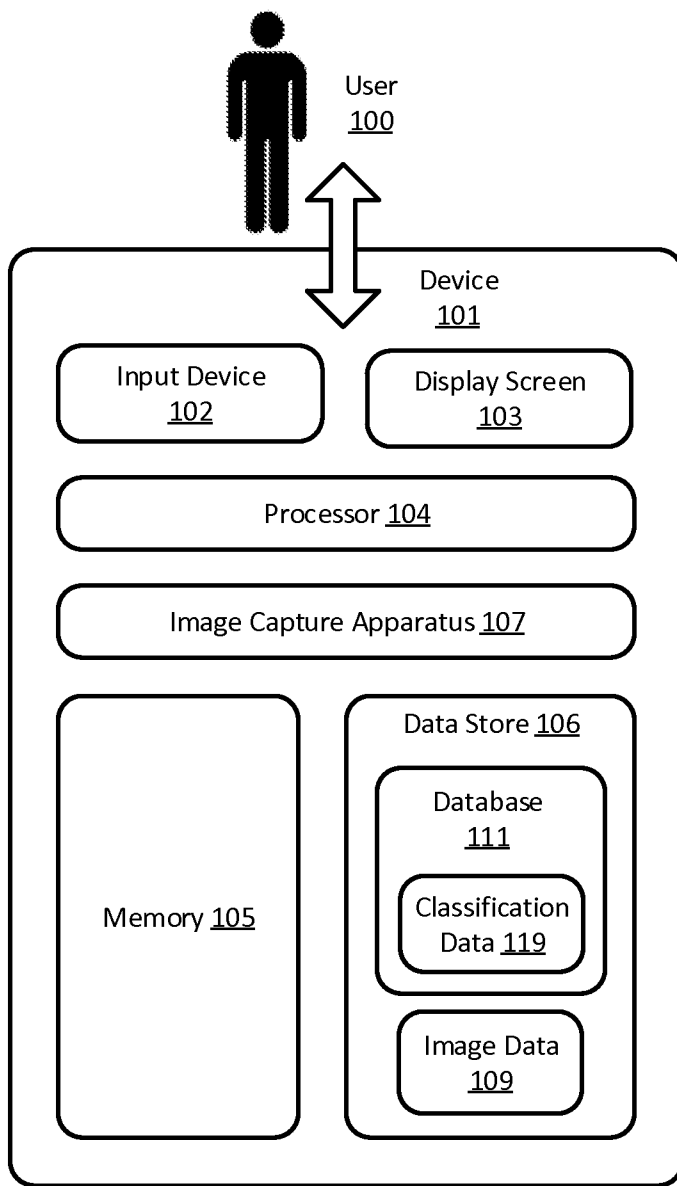 User
100
Device
101
Input Device
102
Display Screen
103
Processor 104
Image Capture Apparatus 107
Memory 105
Data Store 106
Database
111
Classification
Data 119
Image Data
109